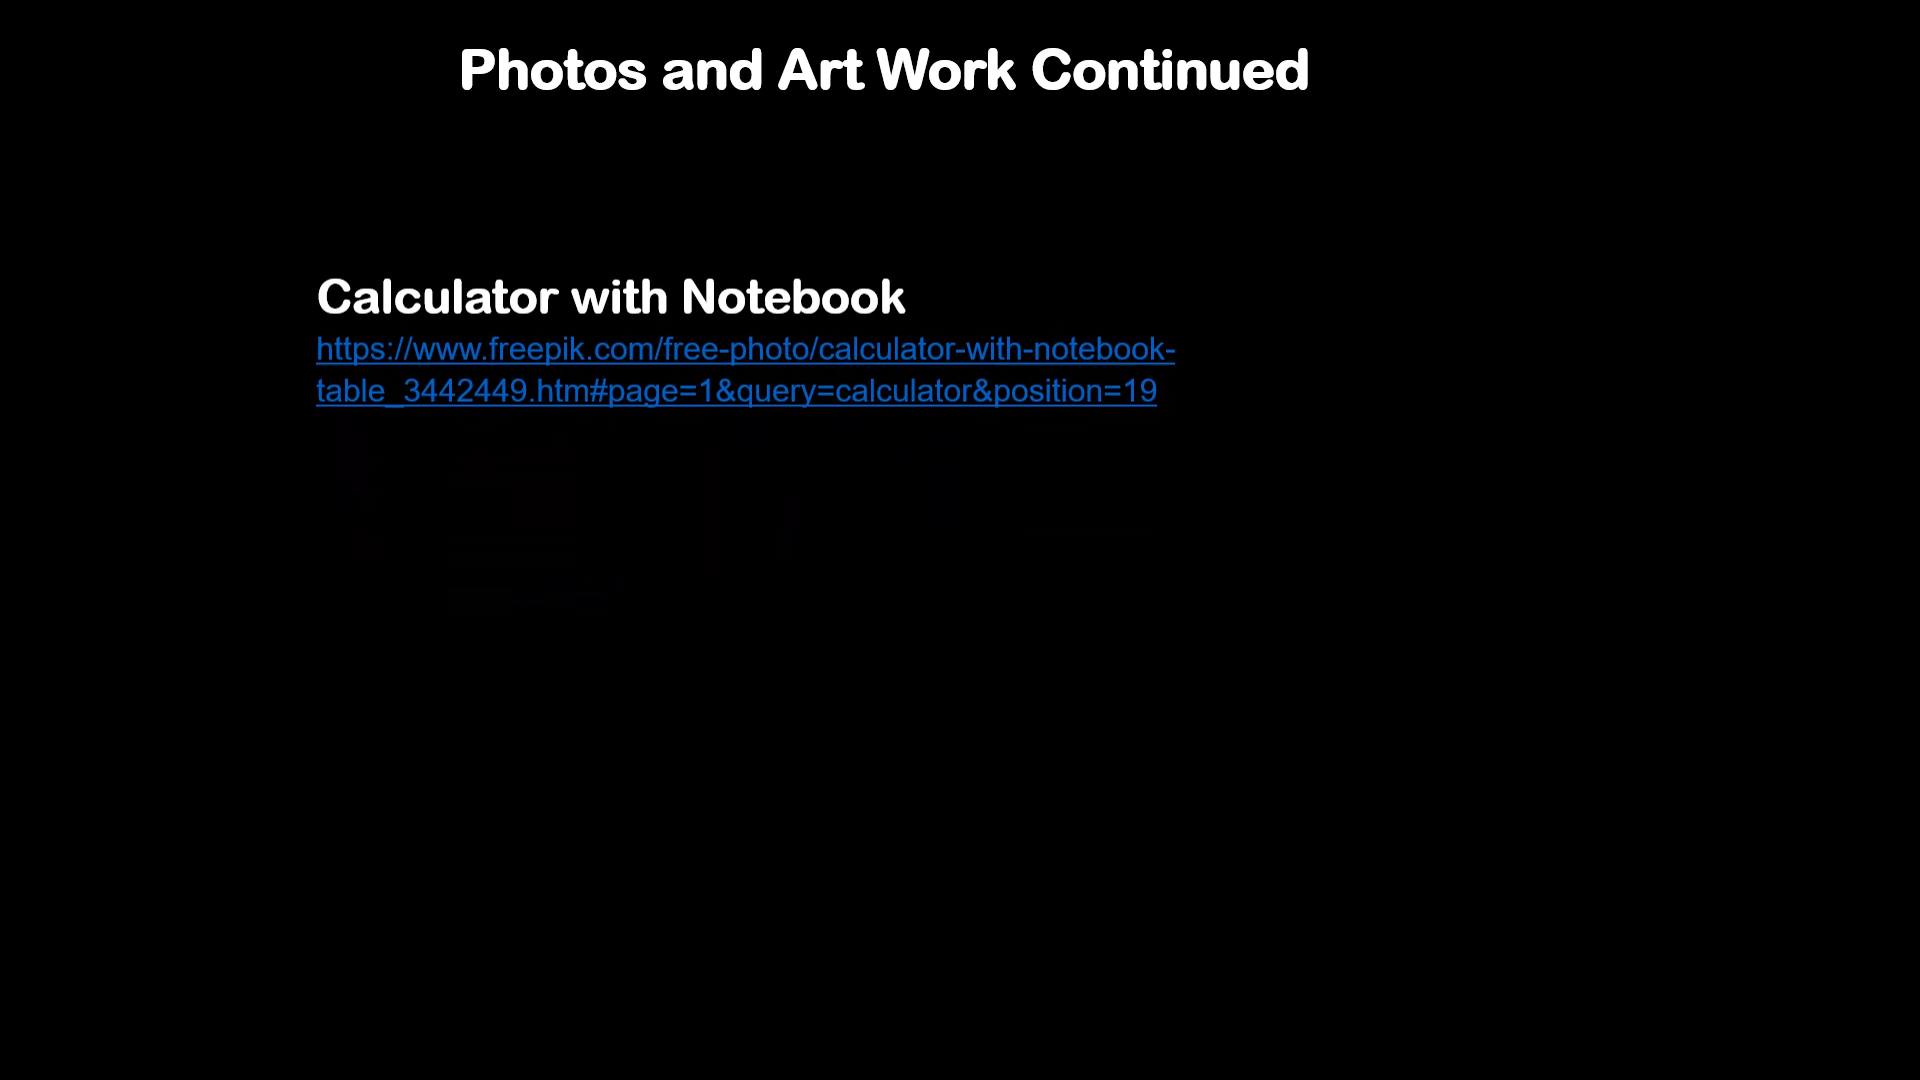 Photos and Art Work Continued
Calculator with Notebook
https://www.freepik.com/free-photo/calculator-with-notebook-
table_3442449.htm#page=1&query=calculator&position=19